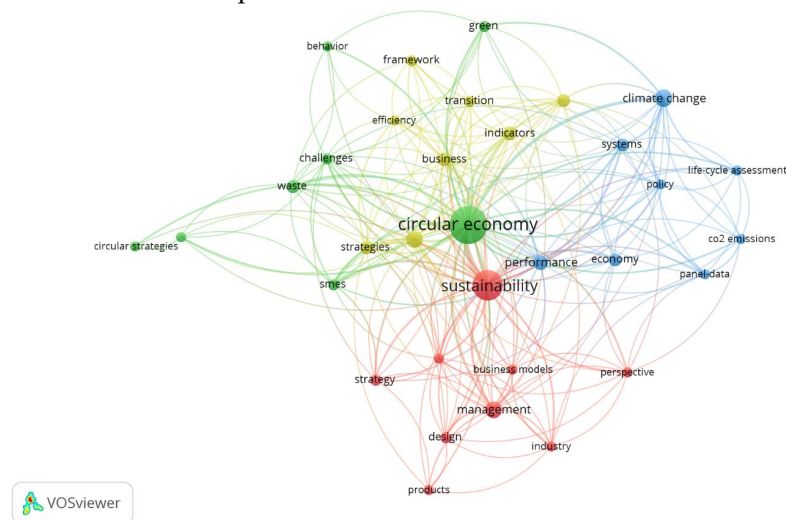 green
behavior
framework
transition
climate change
efficiency
indicators
systems
challenges
business
life-cycle assessment
waste
policy
circular economy
circular strategies
strategies
co2 emissions
performance
economy
panel-data
smes
sustainability
strategy
business models
perspective
management
design
industry
products
VOSviewer